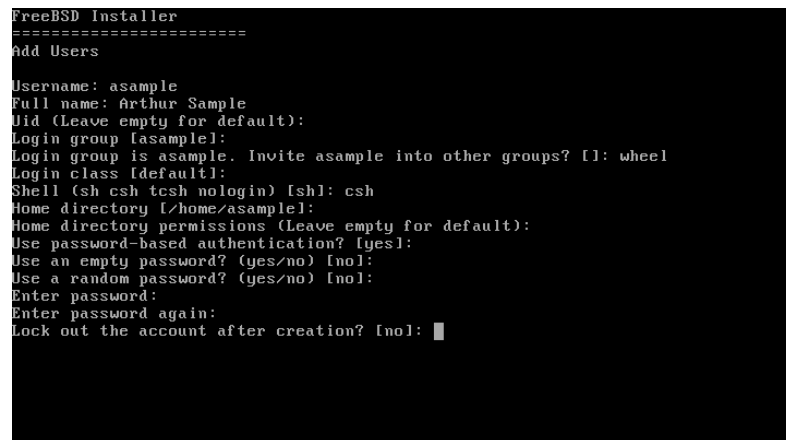 FreeBSD Installer
========================
Add Users

Username: asample
Full name: Arthur Sample
Uid (Leave empty for default):
Login group [asample]:
Login group is asample. Invite asample into other groups? []: wheel
Login class [default]:
Shell (sh csh tcsh nologin) [sh]: csh
Home directory [/home/asample]:
Home directory permissions (Leave empty for default):
Use password-based authentication? [yes]:
Use an empty password? (yes/no) [no]:
Use a random password? (yes/no) [no]:
Enter password:
Enter password again:
Lock out the account after creation? [no]: